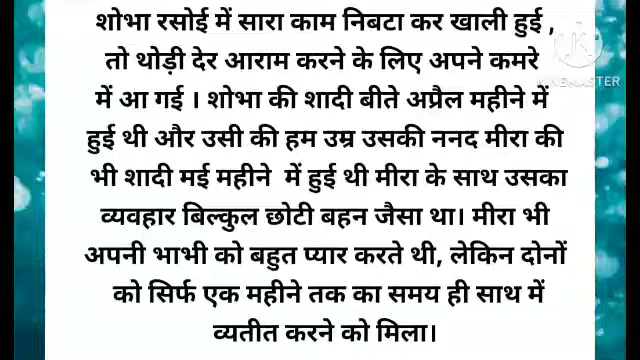 शोभा रसोई में सारा काम निबटा कर खाली हुई ,
तो थोड़ी देर आराम करने के लिए अपने कमरे
में आ गई । शोभा की शादी बीते अप्रैल महीने में
हुई थी और उसी की हम उम्र उसकी ननद मीरा की
भी शादी मई महीने में हुई थी मीरा के साथ उसका
व्यवहार बिल्कुल छोटी बहन जैसा था। मीरा भी
अपनी भाभी को बहुत प्यार करते थी, लेकिन दोनों
को सिर्फ एक महीने तक का समय ही साथ में
व्यतीत करने को मिला।
KINEMASTER